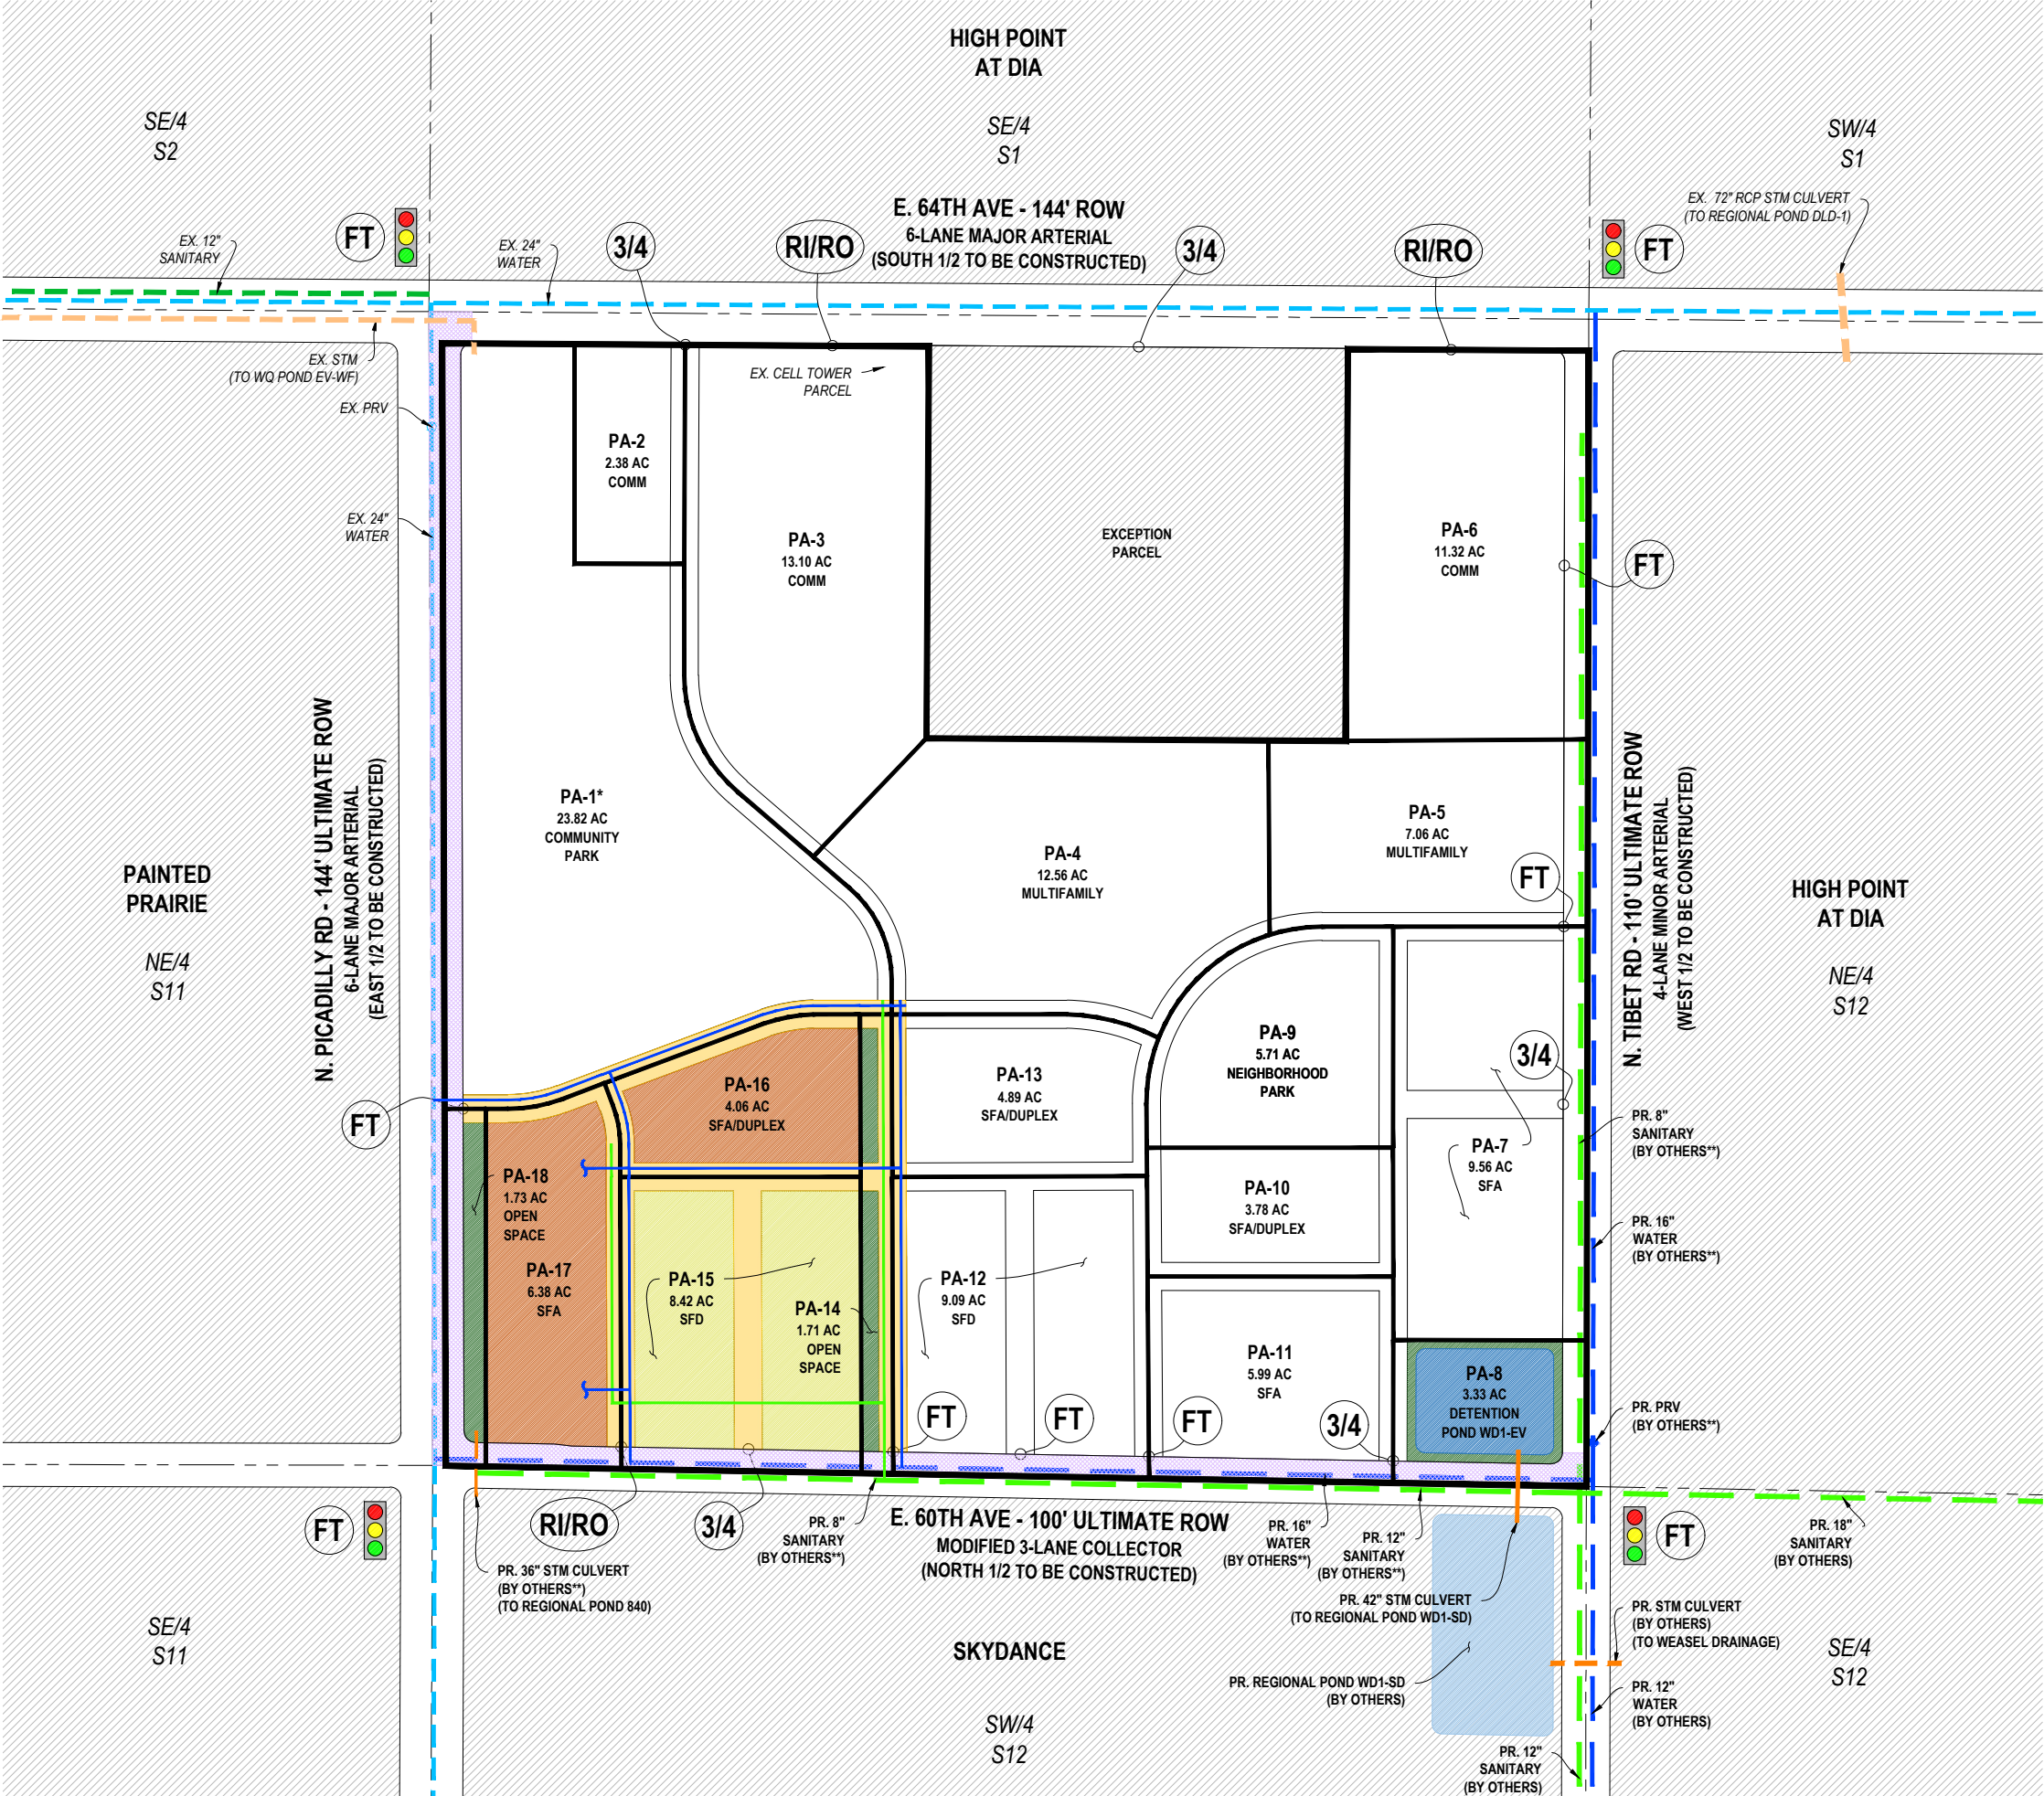 HIGH POINT
AT DIA
SE/4
S2
SE/4
S1
SW/4
S1
EX. 72" RCP STM CULVERT
(TO REGIONAL POND DLD-1)
E. 64TH AVE - 144' ROW
6-LANE MAJOR ARTERIAL
(SOUTH 1/2 TO BE CONSTRUCTED)
EX. 12"
SANITARY
FT
EX. 24"
WATER
3/4
RI/RO
3/4
RI/RO
FT
EX. STM
(TO WQ POND EV-WF)
EX. PRV
EX. 24"
WATER
EX. CELL TOWER
PARCEL
PA-2
2.38 AC
COMM
PA-3
13.10 AC
COMM
EXCEPTION
PARCEL
PA-6
11.32 AC
COMM
FT
N. PICADILLY RD - 144' ULTIMATE ROW
6-LANE MAJOR ARTERIAL
(EAST 1/2 TO BE CONSTRUCTED)
PA-1*
23.82 AC
COMMUNITY
PARK
PA-4
12.56 AC
MULTIFAMILY
PA-5
7.06 AC
MULTIFAMILY
FT
N. TIBET RD - 110' ULTIMATE ROW
4-LANE MINOR ARTERIAL
(WEST 1/2 TO BE CONSTRUCTED)
PAINTED
PRAIRIE
NE/4
S11
HIGH POINT
AT DIA
NE/4
S12
PA-9
5.71 AC
NEIGHBORHOOD
PARK
3/4
PA-16
4.06 AC
SFA/DUPLEX
PA-13
4.89 AC
SFA/DUPLEX
FT
PA-7
9.56 AC
SFA
PR. 8"
SANITARY
(BY OTHERS**)
PA-18
1.73 AC
OPEN
SPACE
PA-10
3.78 AC
SFA/DUPLEX
PR. 16"
WATER
(BY OTHERS**)
PA-17
6.38 AC
SFA
PA-15
8.42 AC
SFD
PA-14
1.71 AC
OPEN
SPACE
PA-12
9.09 AC
SFD
PA-11
5.99 AC
SFA
PA-8
3.33 AC
DETENTION
POND WD1-EV
PR. PRV
(BY OTHERS**)
FT
FT
FT
3/4
FT
RI/RO
3/4
PR. 8"
SANITARY
(BY OTHERS**)
E. 60TH AVE - 100' ULTIMATE ROW
MODIFIED 3-LANE COLLECTOR
(NORTH 1/2 TO BE CONSTRUCTED)
PR. 16"
WATER
(BY OTHERS**)
PR. 12"
SANITARY
(BY OTHERS**)
FT
PR. 18"
SANITARY
(BY OTHERS)
PR. 36" STM CULVERT
(BY OTHERS**)
(TO REGIONAL POND 840)
PR. 42" STM CULVERT
(TO REGIONAL POND WD1-SD)
SE/4
S11
SKYDANCE
SW/4
S12
PR. REGIONAL POND WD1-SD
(BY OTHERS)
PR. STM CULVERT
(BY OTHERS)
(TO WEASEL DRAINAGE)
SE/4
S12
PR. 12"
WATER
(BY OTHERS)
PR. 12"
SANITARY
(BY OTHERS)